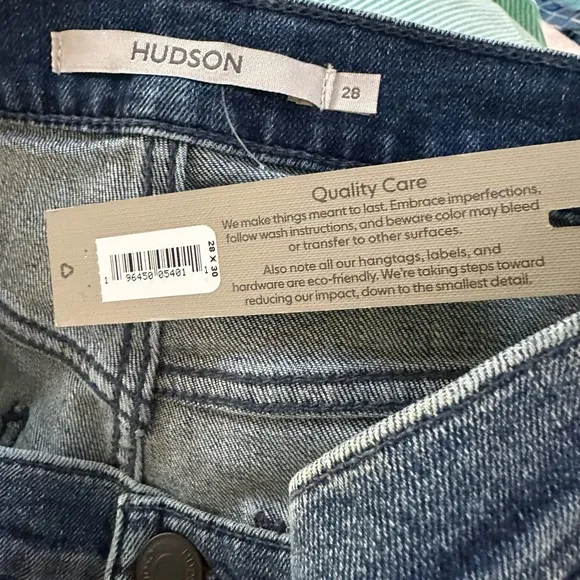 HUDSON
28
Quality Care
We make things meant to last. Embrace imperfections,
follow wash instructions, and beware color may bleed
or transfer to other surfaces.
Also note all our hangtags, labels, and
hardware are eco-friendly. We're taking steps toward
reducing our impact, down to the smallest detail.
28 X 30
1 96450 05401 1